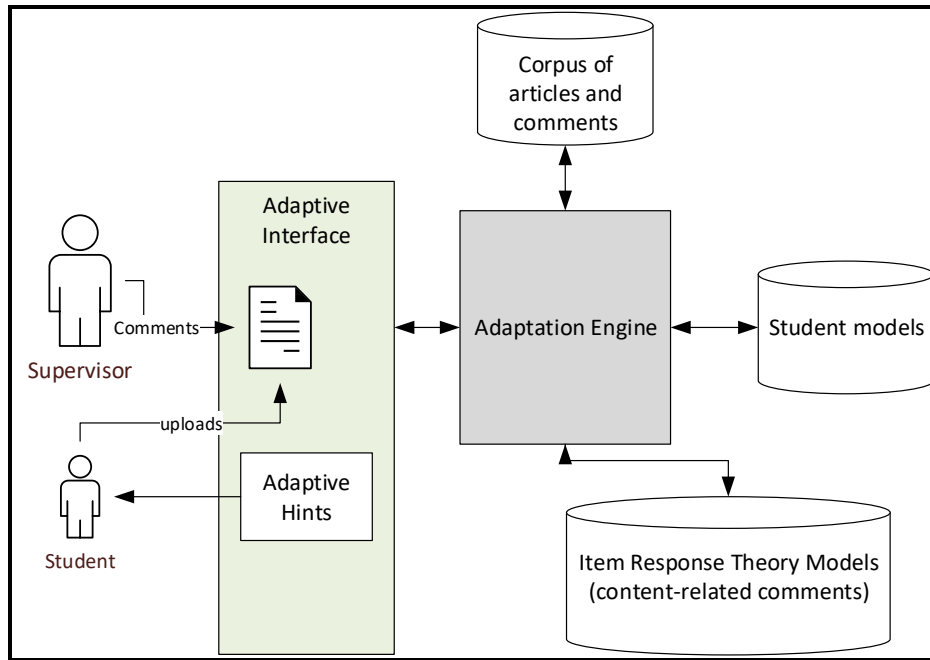 Corpus of
articles and
comments
Adaptive
Interface
Comments
Supervisor
Adaptation Engine
Student models
uploads
Adaptive
Hints
Student
Item Response Theory Models
(content-related comments)